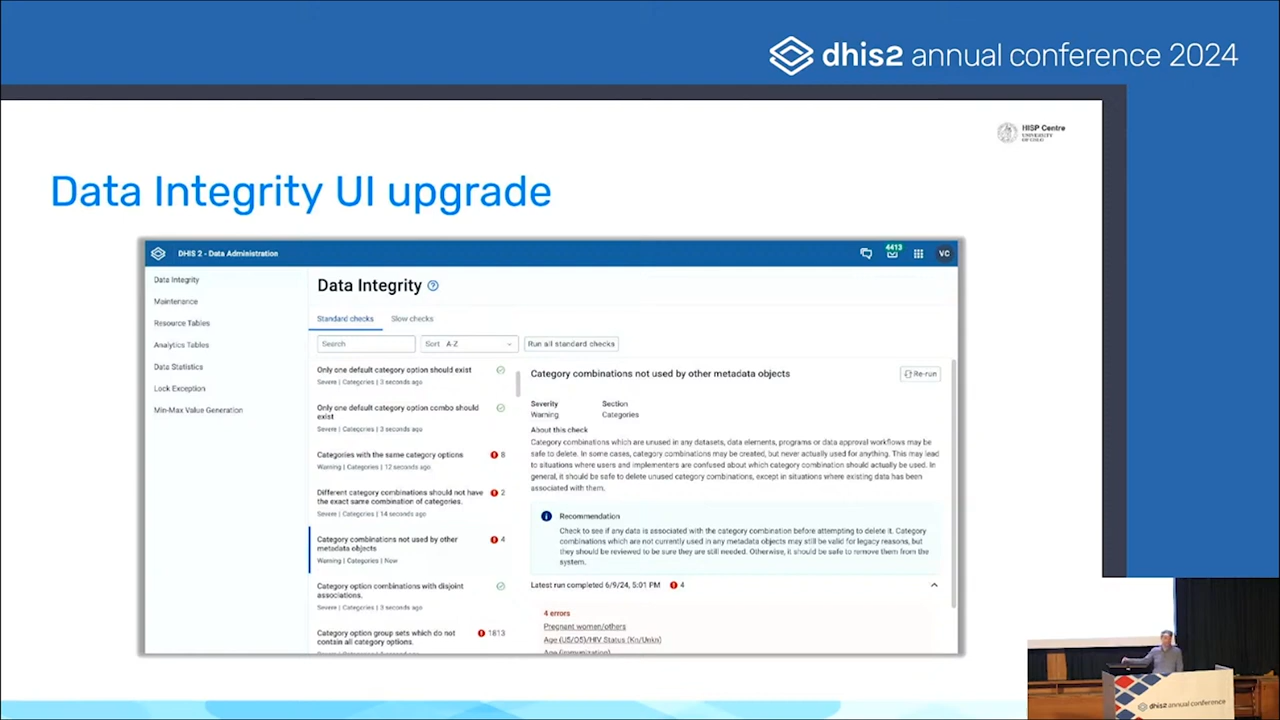 dhis2 annual conference 2024
HISP Centre
UNIVERSITY
OF OSLO
Data Integrity UI upgrade
DHIS 2 - Data Administration
4413
VC
Data Integrity
Maintenance
Resource Tables
Analytics Tables
Data Statistics
Lock Exception
Min-Max Value Generation
Data Integrity
Standard checks
Slow checks
Search
Sort A-Z
Run all standard checks
Only one default category option should exist
Severe | Categories | 3 seconds ago
Only one default category option combo should
exist
Severe | Categories | 3 seconds ago
Categories with the same category options
8
Warning | Categories | 12 seconds ago
Different category combinations should not have
the exact same combination of categories.
2
Severe | Categories | 14 seconds ago
Category combinations not used by other
metadata objects
4
Warning | Categories | Now
Category option combinations with disjoint
associations.
Severe | Categories | 3 seconds ago
Category option group sets which do not
contain all category options.
1813
Category combinations not used by other metadata objects
Re-run
Severity
Warning
Section
Categories
About this check
Category combinations which are unused in any datasets, data elements, programs or data approval workflows may be
safe to delete. In some cases, category combinations may be created, but never actually used for anything. This may lead
to situations where users and implementers are confused about which category combination should actually be used. In
general, it should be safe to delete unused category combinations, except in situations where existing data has been
associated with them.
Recommendation
Check to see if any data is associated with the category combination before attempting to delete it. Category
combinations which are not currently used in any metadata objects may still be valid for legacy reasons, but
they should be reviewed to be sure they are still needed. Otherwise, it should be safe to remove them from the
system.
Latest run completed 6/9/24, 5:01 PM
4
4 errors
Pregnant women/others
Age (U5/O5)/HIV Status (Kn/Unkn)
Age (immunization)
dhis2 annual conference